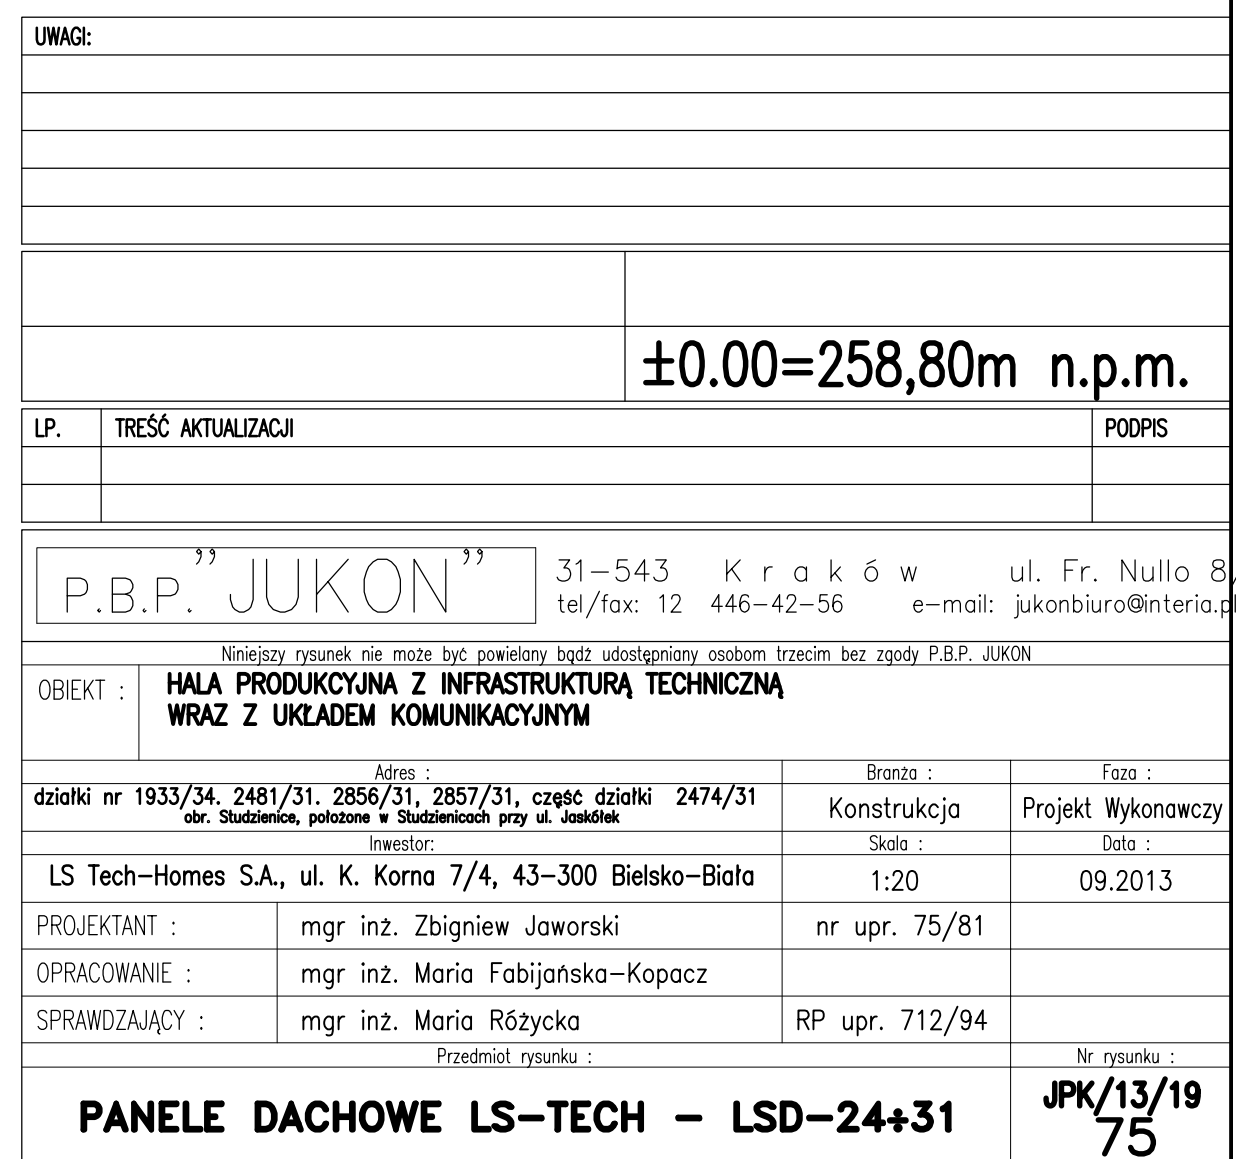 UWAGI:
±0.00=258,80m n.p.m.
LP. TREŚĆ AKTUALIZACJI PODPIS
P.B.P. "JUKON"
31-543 Kraków ul. Fr. Nullo 8/
tel/fax: 12 446-42-56 e-mail: jukonbiuro@interia.pl
Niniejszy rysunek nie może być powielany bądź udostępniany osobom trzecim bez zgody P.B.P. JUKON
OBIEKT : HALA PRODUKCYJNA Z INFRASTRUKTURĄ TECHNICZNĄ
WRAZ Z UKŁADEM KOMUNIKACYJNYM
Adres : Branża : Faza :
działki nr 1933/34. 2481/31. 2856/31, 2857/31, część działki 2474/31
obr. Studzienice, położone w Studzienicach przy ul. Jaskółek
Konstrukcja Projekt Wykonawczy
Inwestor: Skala : Data :
LS Tech-Homes S.A., ul. K. Korna 7/4, 43-300 Bielsko-Biała 1:20 09.2013
PROJEKTANT : mgr inż. Zbigniew Jaworski nr upr. 75/81
OPRACOWANIE : mgr inż. Maria Fabijańska-Kopacz
SPRAWDZAJĄCY : mgr inż. Maria Różycka RP upr. 712/94
Przedmiot rysunku : Nr rysunku :
PANELE DACHOWE LS-TECH - LSD-24÷31
JPK/13/19
75